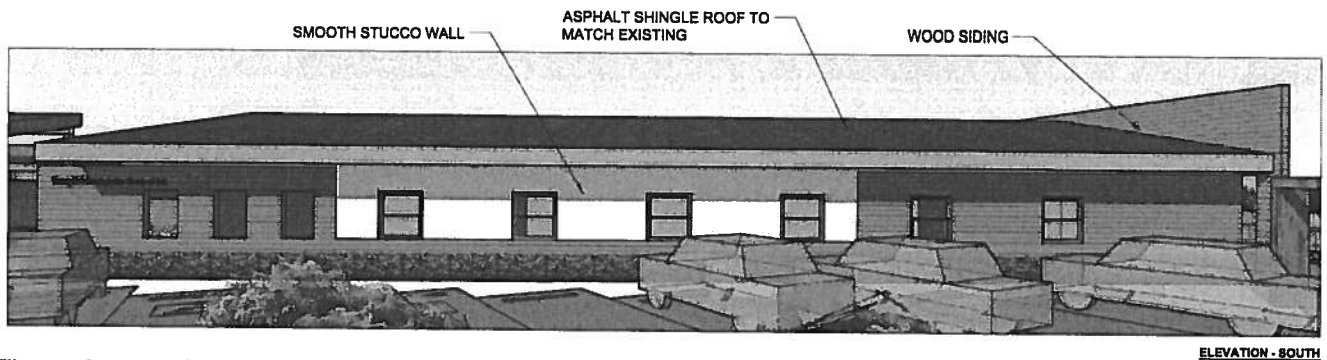 ASPHALT SHINGLE ROOF TO
MATCH EXISTING
SMOOTH STUCCO WALL
WOOD SIDING
ELEVATION - SOUTH